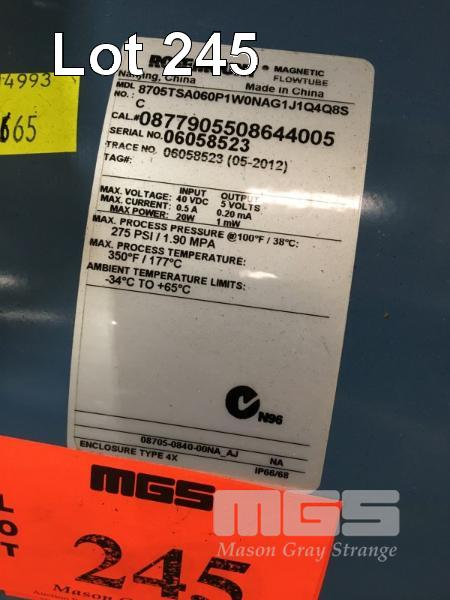 Lot 245
4993
665
MAGNETIC
FLOWTUBE
Nanjing, China
Made in China
MDL
NO.: 8705TSA060P1W0NAG1J1Q4Q8S
C
CAL.# 0877905508644005
SERIAL NO. 06058523
TRACE NO. 06058523 (05-2012)
TAG#:
INPUT OUTPUT
MAX. VOLTAGE: 40 VDC 5 VOLTS
MAX. CURRENT: 0.5 A 0.20 mA
MAX POWER: 20W 1 mW
MAX. PROCESS PRESSURE @100°F / 38°C:
275 PSI / 1.90 MPA
MAX. PROCESS TEMPERATURE:
350°F / 177°C
AMBIENT TEMPERATURE LIMITS:
-34°C TO +65°C
N96
08705-0840-00NA_AJ NA
ENCLOSURE TYPE 4X IP66/68
MGS
LOT
245
Mason Gr
MGS
Mason Gray Strange